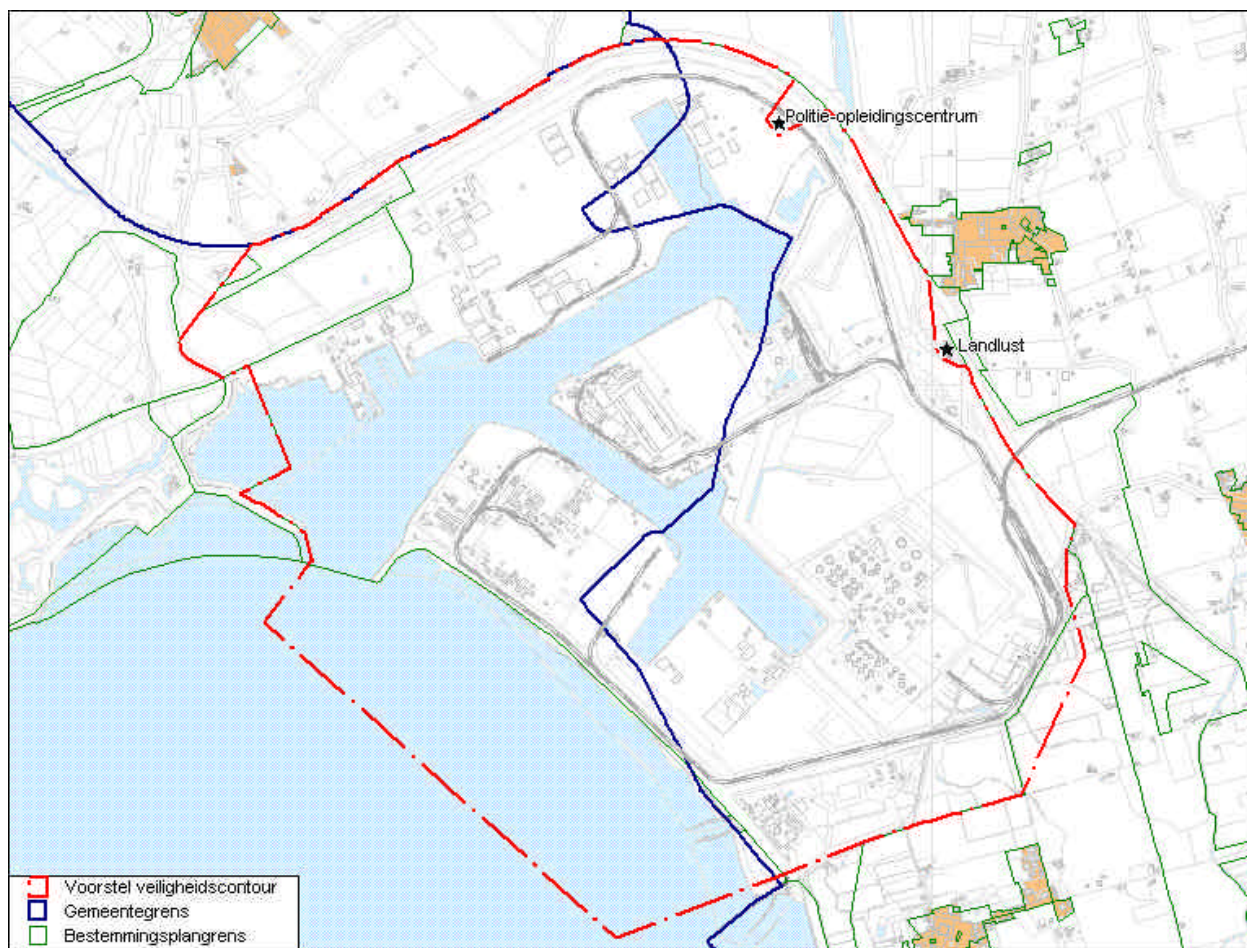 Politie-opleidingscentrum
Landlust
Voorstel veiligheidscontour
Gemeentegrens
Bestemmingsplangrens